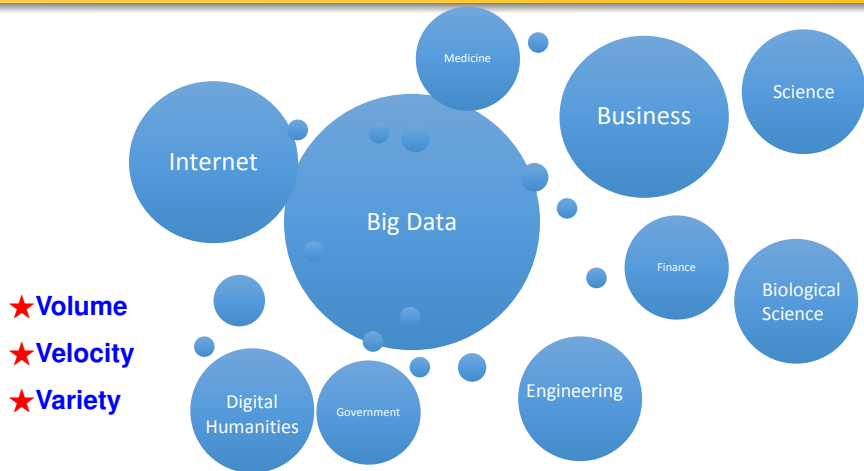 Medicine
Business
Science
Internet
Big Data
Finance
Biological
Science
★Volume
★Velocity
★Variety
Engineering
Digital
Humanities
Government